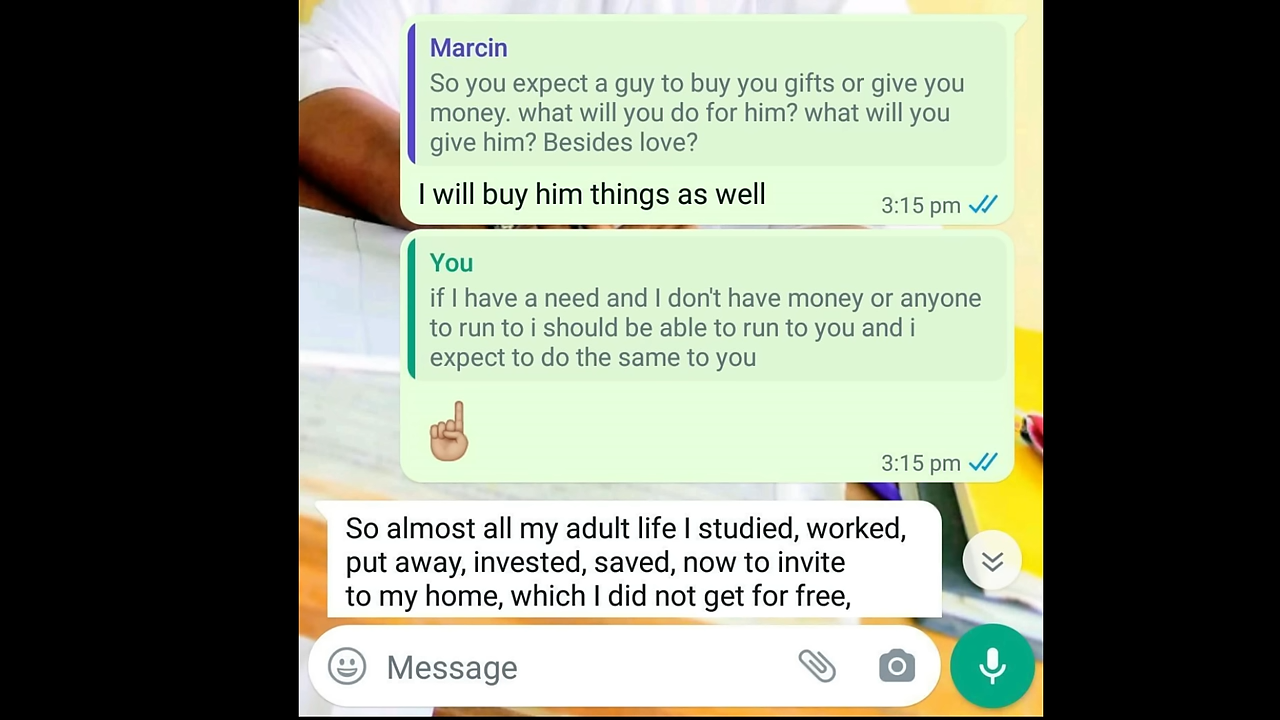 Marcin
So you expect a guy to buy you gifts or give you
money. what will you do for him? what will you
give him? Besides love?
I will buy him things as well
3:15 pm
You
if I have a need and I don't have money or anyone
to run to i should be able to run to you and i
expect to do the same to you
☝🏼
3:15 pm
So almost all my adult life I studied, worked,
put away, invested, saved, now to invite
to my home, which I did not get for free,
Message